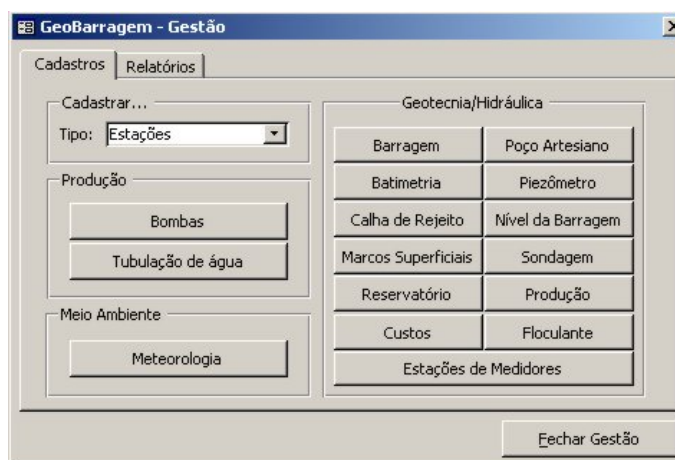 GeoBarragem - Gestão
Cadastros Relatórios
Cadastrar...
Tipo: Estações
Produção
Bombas
Tubulação de água
Meio Ambiente
Meteorologia
Geotecnia/Hidráulica
Barragem Poço Artesiano
Batimetria Piezômetro
Calha de Rejeito Nível da Barragem
Marcos Superficiais Sondagem
Reservatório Produção
Custos Floculante
Estações de Medidores
Fechar Gestão